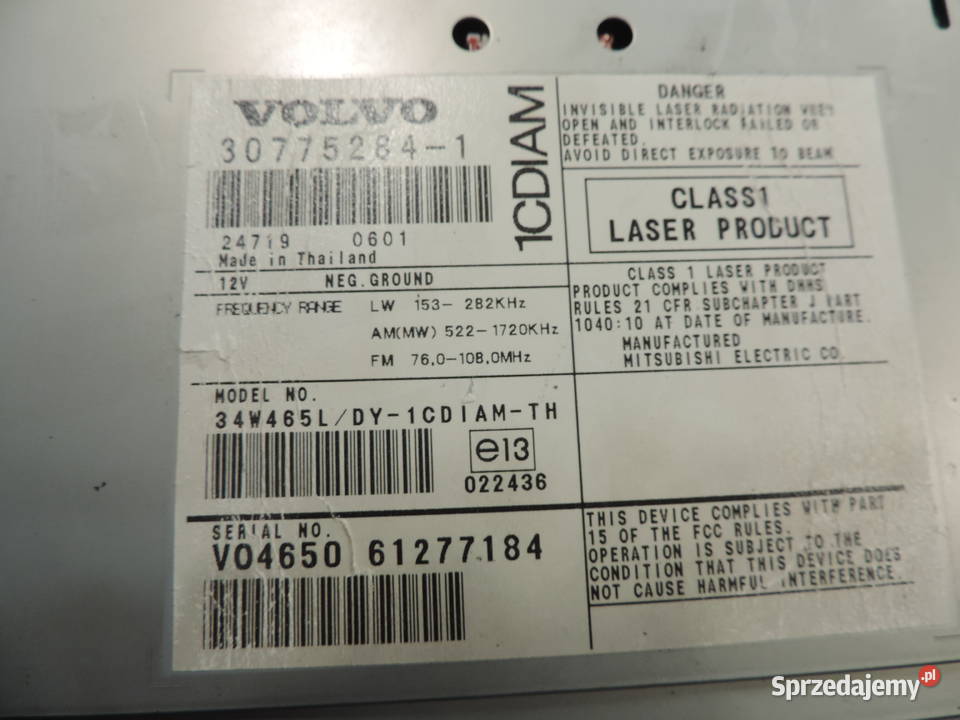 VOLVO
30775284-1
24719 0601
Made in Thailand
1CDIAM
DANGER
INVISIBLE LASER RADIATION WHEN
OPEN AND INTERLOCK FAILED OR
DEFEATED.
AVOID DIRECT EXPOSURE TO BEAM
CLASS1
LASER PRODUCT
12V NEG.GROUND
FREQUENCY RANGE LW 153- 282KHz
AM(MW) 522-1720KHz
FM 76.0-108.0MHz
CLASS 1 LASER PRODUCT
PRODUCT COMPLIES WITH DHHS
RULES 21 CFR SUBCHAPTER J PART
1040:10 AT DATE OF MANUFACTURE.
MANUFACTURED
MITSUBISHI ELECTRIC CO.
MODEL NO.
34W465L/DY-1CDIAM-TH
e13
022436
SERIAL NO.
VO4650 61277184
THIS DEVICE COMPLIES WITH PART
15 OF THE FCC RULES.
OPERATION IS SUBJECT TO THE
CONDITION THAT THIS DEVICE DOES
NOT CAUSE HARMFUL INTERFERENCE.
Sprzedajemy.pl